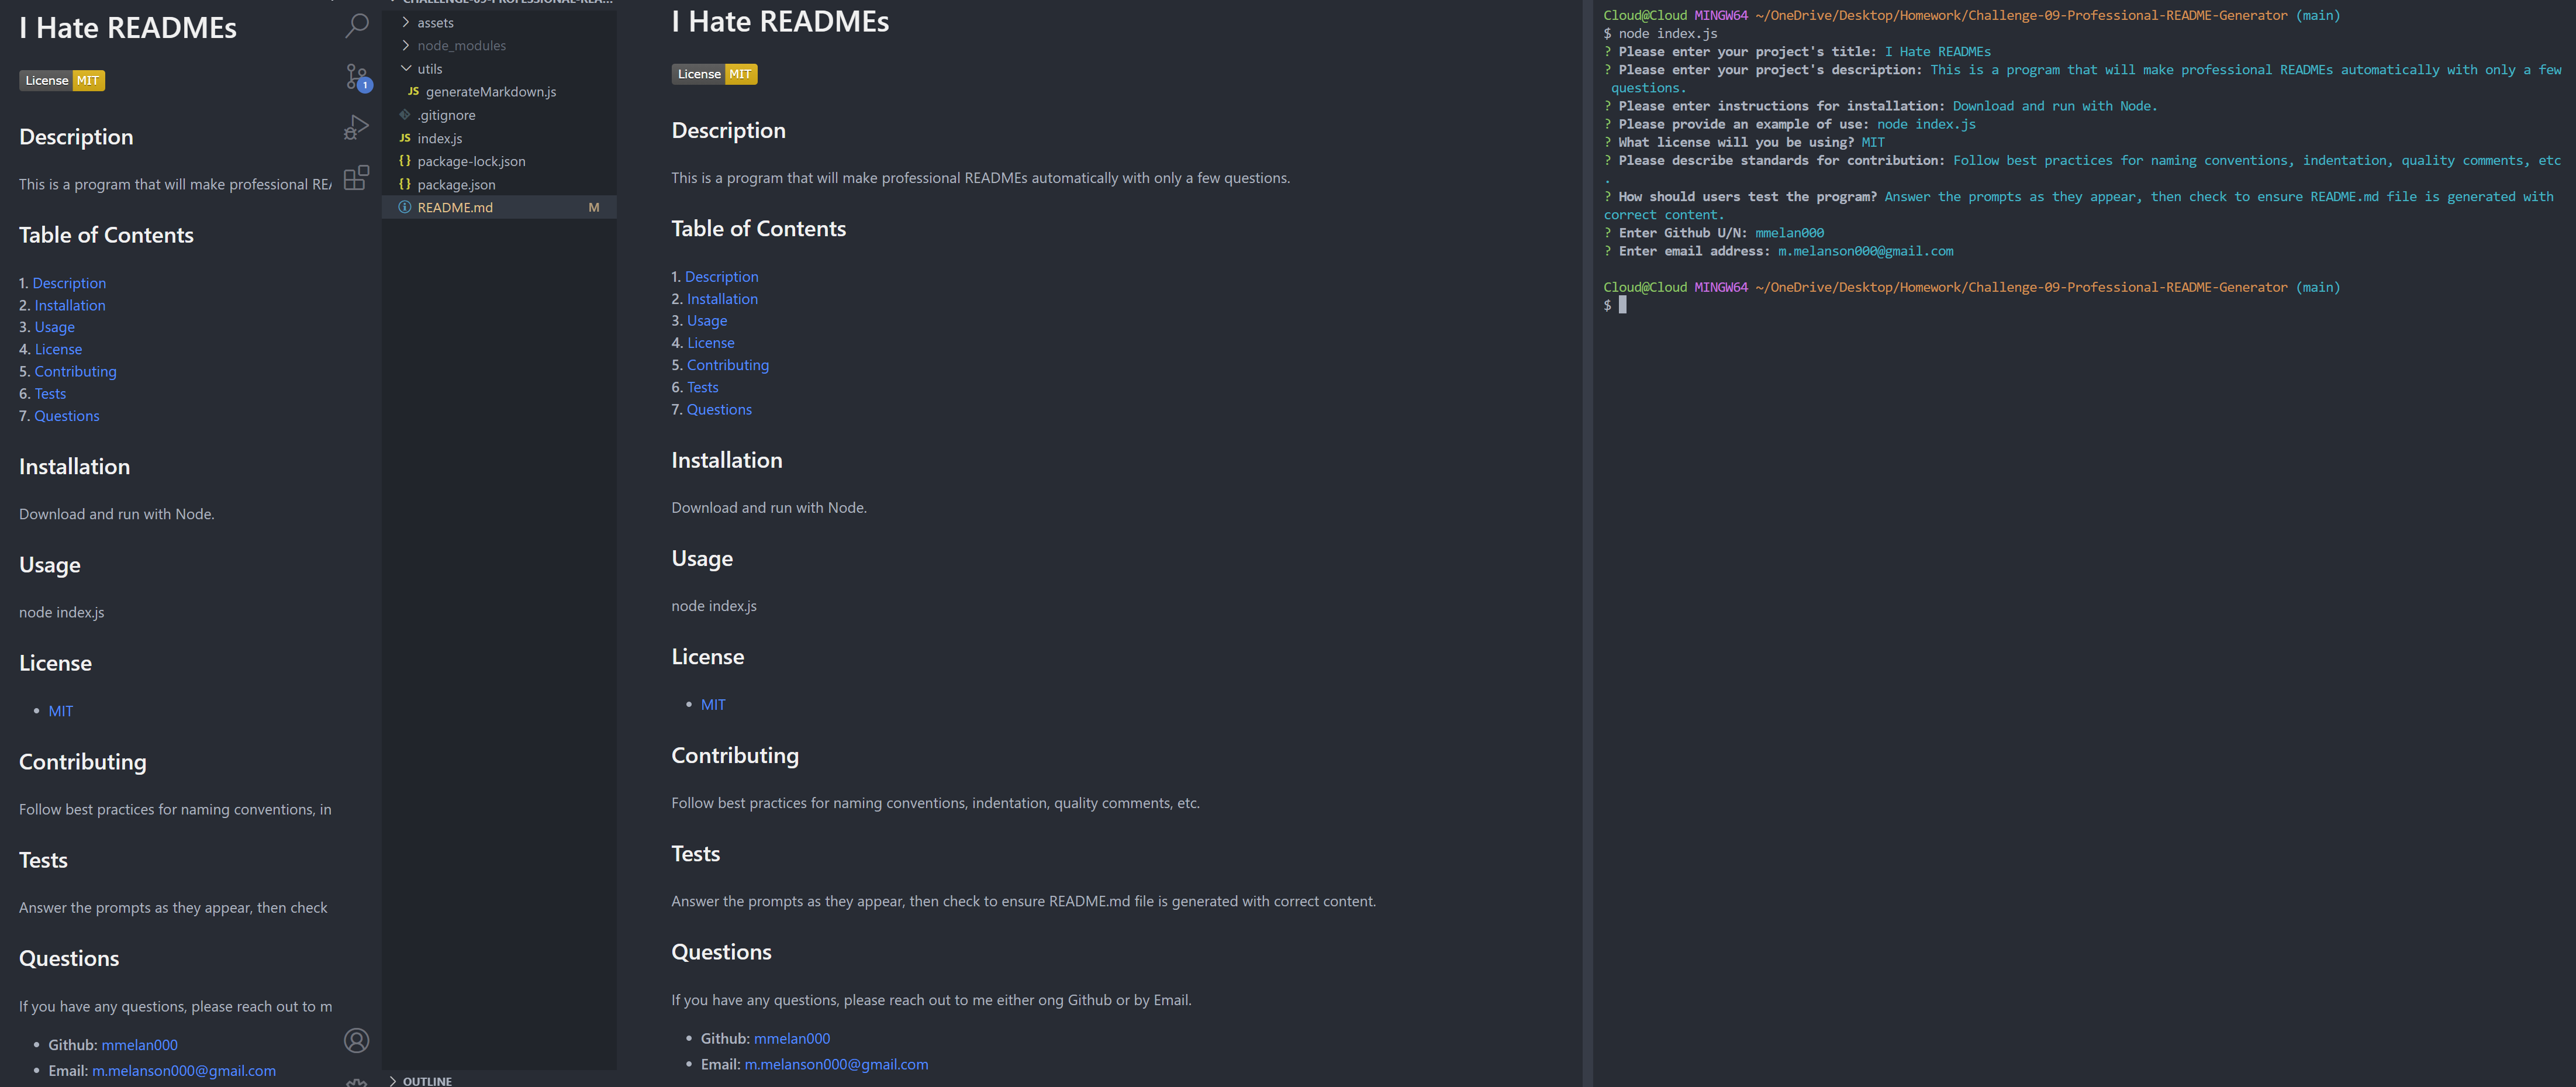 I Hate READMEs
License MIT
Description
This is a program that will make professional RE
Table of Contents
1. Description
2. Installation
3. Usage
4. License
5. Contributing
6. Tests
7. Questions
Installation
Download and run with Node.
Usage
node index.js
License
• MIT
Contributing
Follow best practices for naming conventions, in
Tests
Answer the prompts as they appear, then check
Questions
If you have any questions, please reach out to m
• Github: mmelan000
• Email: m.melanson000@gmail.com
1
CHALLENGE-09-PROFESSIONAL-REA...
assets
node_modules
utils
JS generateMarkdown.js
.gitignore
JS index.js
{} package-lock.json
{} package.json
README.md M
OUTLINE
I Hate READMEs
License MIT
Description
This is a program that will make professional READMEs automatically with only a few questions.
Table of Contents
1. Description
2. Installation
3. Usage
4. License
5. Contributing
6. Tests
7. Questions
Installation
Download and run with Node.
Usage
node index.js
License
• MIT
Contributing
Follow best practices for naming conventions, indentation, quality comments, etc.
Tests
Answer the prompts as they appear, then check to ensure README.md file is generated with correct content.
Questions
If you have any questions, please reach out to me either ong Github or by Email.
• Github: mmelan000
• Email: m.melanson000@gmail.com
Cloud@Cloud MINGW64 ~/OneDrive/Desktop/Homework/Challenge-09-Professional-README-Generator (main)
$ node index.js
? Please enter your project's title: I Hate READMEs
? Please enter your project's description: This is a program that will make professional READMEs automatically with only a few
questions.
? Please enter instructions for installation: Download and run with Node.
? Please provide an example of use: node index.js
? What license will you be using? MIT
? Please describe standards for contribution: Follow best practices for naming conventions, indentation, quality comments, etc
.
? How should users test the program? Answer the prompts as they appear, then check to ensure README.md file is generated with
correct content.
? Enter Github U/N: mmelan000
? Enter email address: m.melanson000@gmail.com
Cloud@Cloud MINGW64 ~/OneDrive/Desktop/Homework/Challenge-09-Professional-README-Generator (main)
$